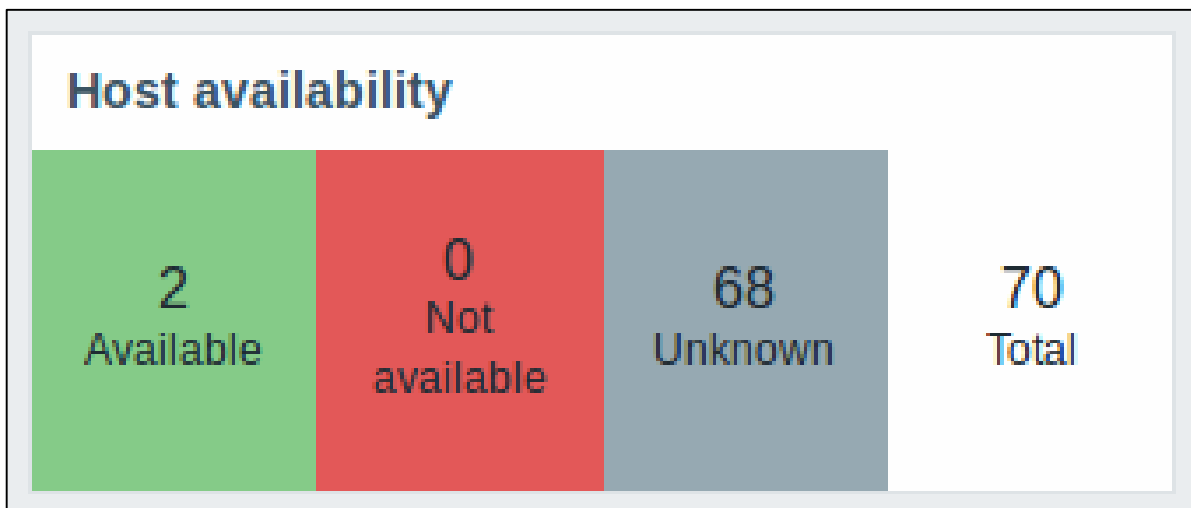 Host availability
2
Available
0
Not
available
68
Unknown
70
Total